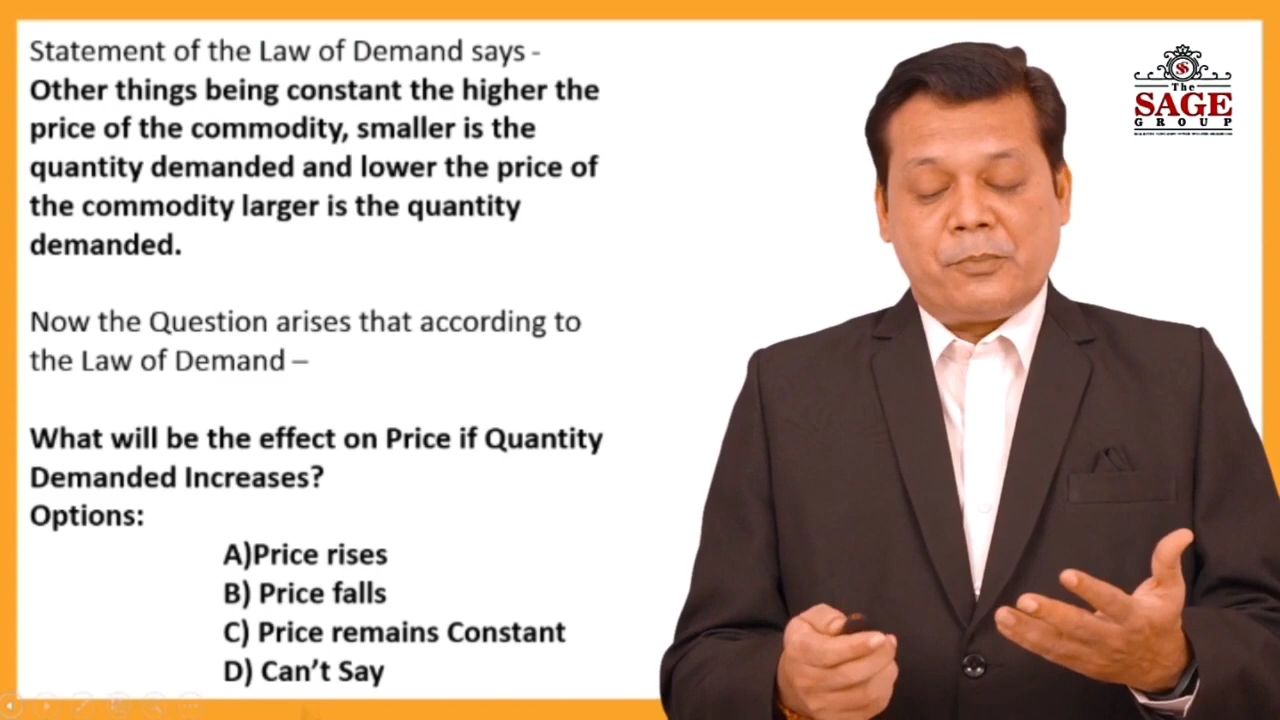 Statement of the Law of Demand says -
Other things being constant the higher the
price of the commodity, smaller is the
quantity demanded and lower the price of
the commodity larger is the quantity
demanded.
Now the Question arises that according to
the Law of Demand –
What will be the effect on Price if Quantity
Demanded Increases?
Options:
A)Price rises
B) Price falls
C) Price remains Constant
D) Can't Say
The
SAGE
GROUP